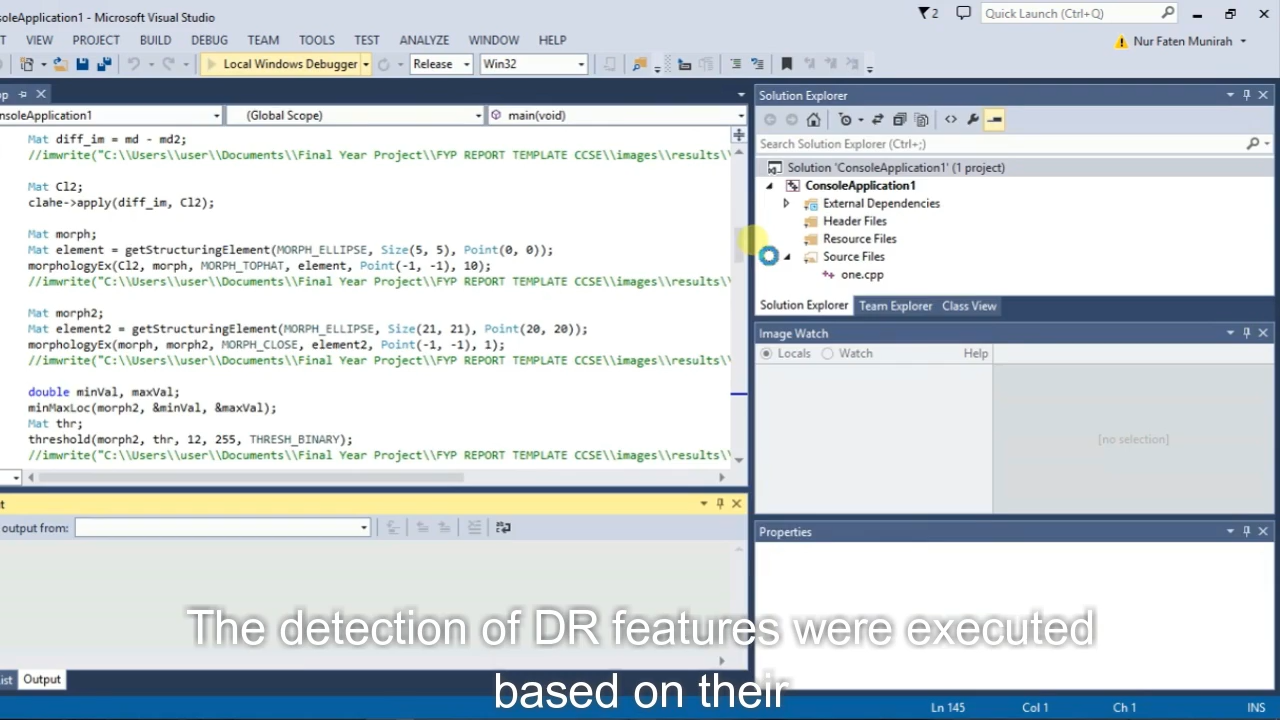 soleApplication1 - Microsoft Visual Studio
2
Quick Launch (Ctrl+Q)
T VIEW PROJECT BUILD DEBUG TEAM TOOLS TEST ANALYZE WINDOW HELP
Nur Faten Munirah
Local Windows Debugger Release Win32
pp
soleApplication1 (Global Scope) main(void)
Mat diff_im = md - md2;
//imwrite("C:\\Users\\user\\Documents\\Final Year Project\\FYP REPORT TEMPLATE CCSE\\images\\results\\
Mat Cl2;
clahe->apply(diff_im, Cl2);
Mat morph;
Mat element = getStructuringElement(MORPH_ELLIPSE, Size(5, 5), Point(0, 0));
morphologyEx(Cl2, morph, MORPH_TOPHAT, element, Point(-1, -1), 10);
//imwrite("C:\\Users\\user\\Documents\\Final Year Project\\FYP REPORT TEMPLATE CCSE\\images\\results\\
Mat morph2;
Mat element2 = getStructuringElement(MORPH_ELLIPSE, Size(21, 21), Point(20, 20));
morphologyEx(morph, morph2, MORPH_CLOSE, element2, Point(-1, -1), 1);
//imwrite("C:\\Users\\user\\Documents\\Final Year Project\\FYP REPORT TEMPLATE CCSE\\images\\results\\
double minVal, maxVal;
minMaxLoc(morph2, &minVal, &maxVal);
Mat thr;
threshold(morph2, thr, 12, 255, THRESH_BINARY);
//imwrite("C:\\Users\\user\\Documents\\Final Year Project\\FYP REPORT TEMPLATE CCSE\\images\\results\\
Solution Explorer
Search Solution Explorer (Ctrl+;)
Solution 'ConsoleApplication1' (1 project)
ConsoleApplication1
External Dependencies
Header Files
Resource Files
Source Files
one.cpp
Solution Explorer Team Explorer Class View
Image Watch
Locals Watch Help
[no selection]
Properties
t
output from:
ist Output
The detection of DR features were executed
based on their
Ln 145 Col 1 Ch 1 INS